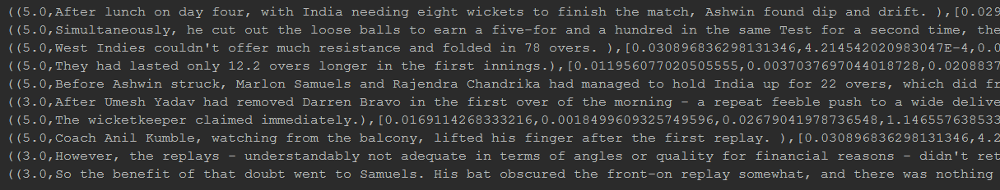 ((5.0,After lunch on day four, with India needing eight wickets to finish the match, Ashwin found dip and drift. ),[0.029
((5.0,Simultaneously, he cut out the loose balls to earn a five-for and a hundred in the same Test for a second time, the
((5.0,West Indies couldn't offer much resistance and folded in 78 overs. ),[0.030896836298131346,4.214542020983047E-4,0.0
((5.0,They had lasted only 12.2 overs longer in the first innings.),[0.011956077020505555,0.0037037697044018728,0.0208837
((5.0,Before Ashwin struck, Marlon Samuels and Rajendra Chandrika had managed to hold India up for 22 overs, which did fr
((3.0,After Umesh Yadav had removed Darren Bravo in the first over of the morning - a repeat feeble push to a wide delive
((5.0,The wicketkeeper claimed immediately.),[0.0169114268333216,0.0018499609325749596,0.02679041978736548,1.146557638533
((5.0,Coach Anil Kumble, watching from the balcony, lifted his finger after the first replay. ),[0.030896836298131346,4.2
((3.0,However, the replays - understandably not adequate in terms of angles or quality for financial reasons - didn't ret
((3.0,So the benefit of that doubt went to Samuels. His bat obscured the front-on replay somewhat, and there was nothing